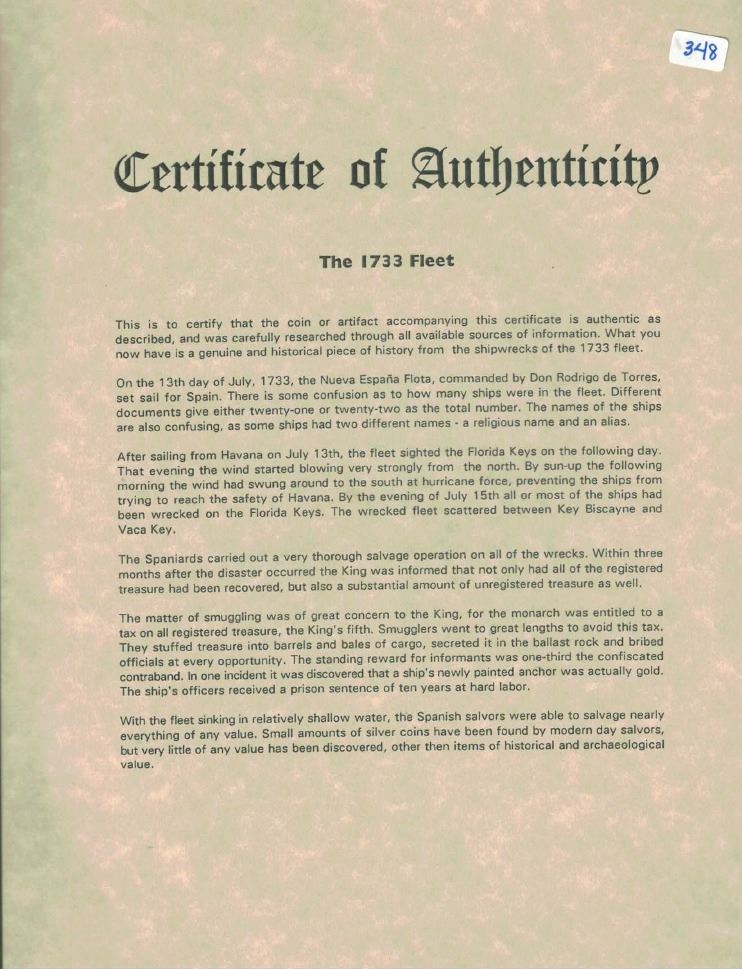 348
Certificate of Authenticity
The 1733 Fleet
This is to certify that the coin or artifact accompanying this certificate is authentic as
described, and was carefully researched through all available sources of information. What you
now have is a genuine and historical piece of history from the shipwrecks of the 1733 fleet.
On the 13th day of July, 1733, the Nueva España Flota, commanded by Don Rodrigo de Torres,
set sail for Spain. There is some confusion as to how many ships were in the fleet. Different
documents give either twenty-one or twenty-two as the total number. The names of the ships
are also confusing, as some ships had two different names - a religious name and an alias.
After sailing from Havana on July 13th, the fleet sighted the Florida Keys on the following day.
That evening the wind started blowing very strongly from the north. By sun-up the following
morning the wind had swung around to the south at hurricane force, preventing the ships from
trying to reach the safety of Havana. By the evening of July 15th all or most of the ships had
been wrecked on the Florida Keys. The wrecked fleet scattered between Key Biscayne and
Vaca Key.
The Spaniards carried out a very thorough salvage operation on all of the wrecks. Within three
months after the disaster occurred the King was informed that not only had all of the registered
treasure had been recovered, but also a substantial amount of unregistered treasure as well.
The matter of smuggling was of great concern to the King, for the monarch was entitled to a
tax on all registered treasure, the King's fifth. Smugglers went to great lengths to avoid this tax.
They stuffed treasure into barrels and bales of cargo, secreted it in the ballast rock and bribed
officials at every opportunity. The standing reward for informants was one-third the confiscated
contraband. In one incident it was discovered that a ship's newly painted anchor was actually gold.
The ship's officers received a prison sentence of ten years at hard labor.
With the fleet sinking in relatively shallow water, the Spanish salvors were able to salvage nearly
everything of any value. Small amounts of silver coins have been found by modern day salvors,
but very little of any value has been discovered, other then items of historical and archaeological
value.